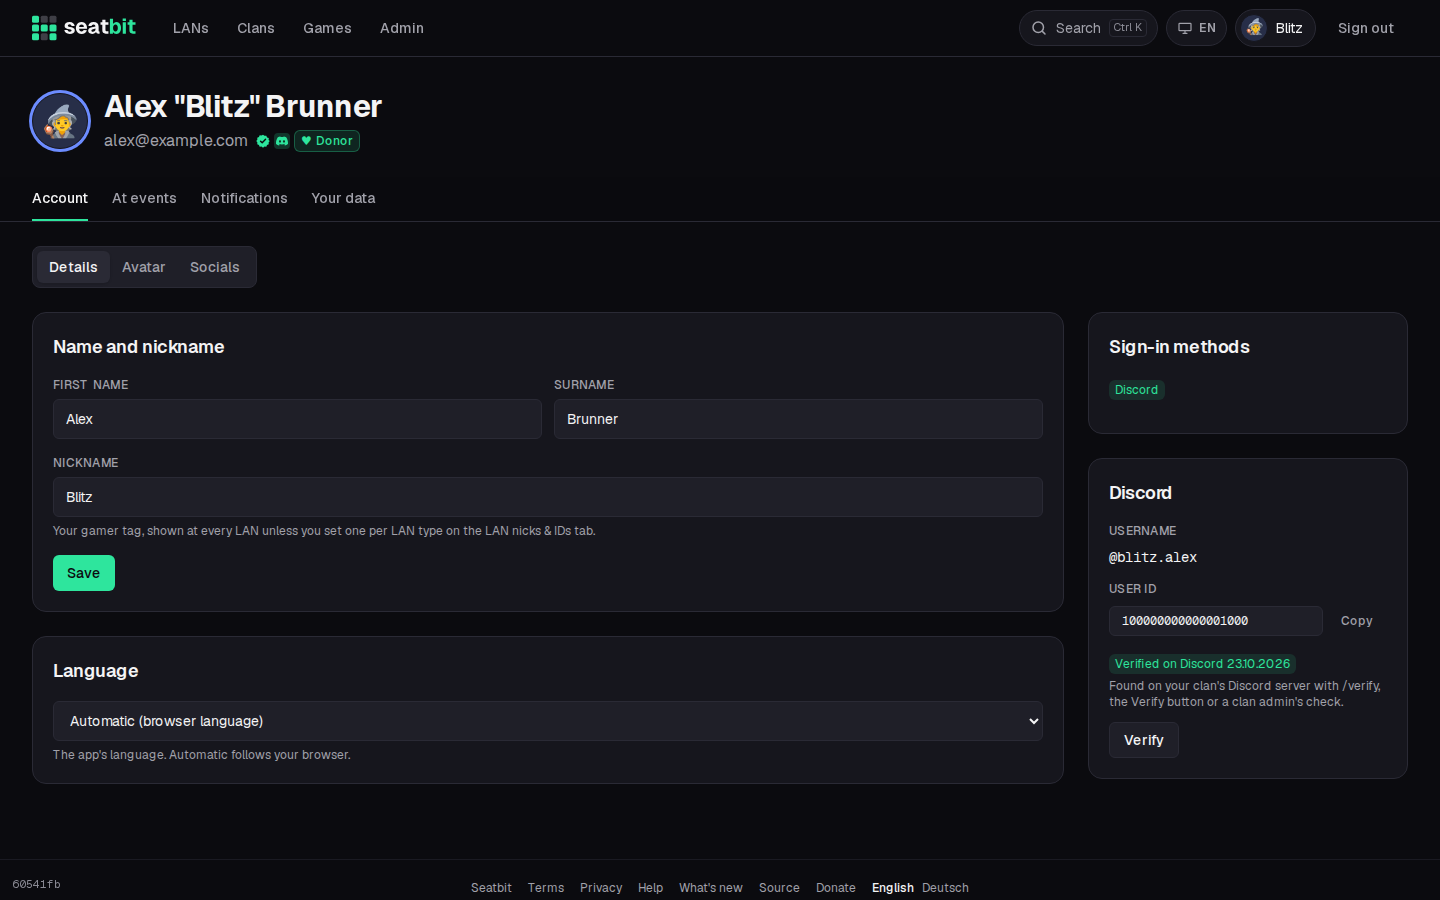 seatbit LANs Clans Games Admin Search Ctrl K EN Blitz Sign out
Alex "Blitz" Brunner
alex@example.com Donor
Account At events Notifications Your data
Details Avatar Socials
Name and nickname
FIRST NAME SURNAME
Alex Brunner
NICKNAME
Blitz
Your gamer tag, shown at every LAN unless you set one per LAN type on the LAN nicks & IDs tab.
Save
Language
Automatic (browser language)
The app's language. Automatic follows your browser.
Sign-in methods
Discord
Discord
USERNAME
@blitz.alex
USER ID
100000000000001000 Copy
Verified on Discord 23.10.2026
Found on your clan's Discord server with /verify,
the Verify button or a clan admin's check.
Verify
60541fb
Seatbit Terms Privacy Help What's new Source Donate English Deutsch